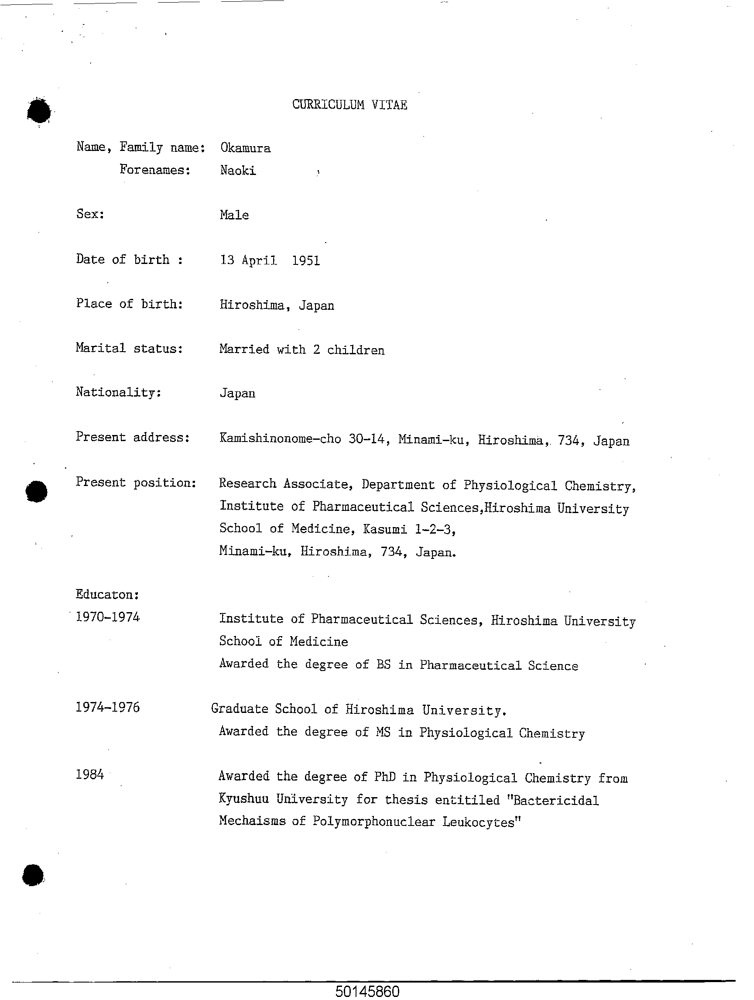 CURRICULUM VITAE
Name, Family name: Okamura
Forenames: Naoki
Sex: Male
Date of birth : 13 April 1951
Place of birth: Hiroshima, Japan
Marital status: Married with 2 children
Nationality: Japan
Present address: Kamishinonome-cho 30-14, Minami-ku, Hiroshima, 734, Japan
Present position: Research Associate, Department of Physiological Chemistry,
Institute of Pharmaceutical Sciences,Hiroshima University
School of Medicine, Kasumi 1-2-3,
Minami-ku, Hiroshima, 734, Japan.
Educaton:
1970-1974 Institute of Pharmaceutical Sciences, Hiroshima University
School of Medicine
Awarded the degree of BS in Pharmaceutical Science
1974-1976 Graduate School of Hiroshima University.
Awarded the degree of MS in Physiological Chemistry
1984 Awarded the degree of PhD in Physiological Chemistry from
Kyushuu University for thesis entitiled "Bactericidal
Mechaisms of Polymorphonuclear Leukocytes"
50145860